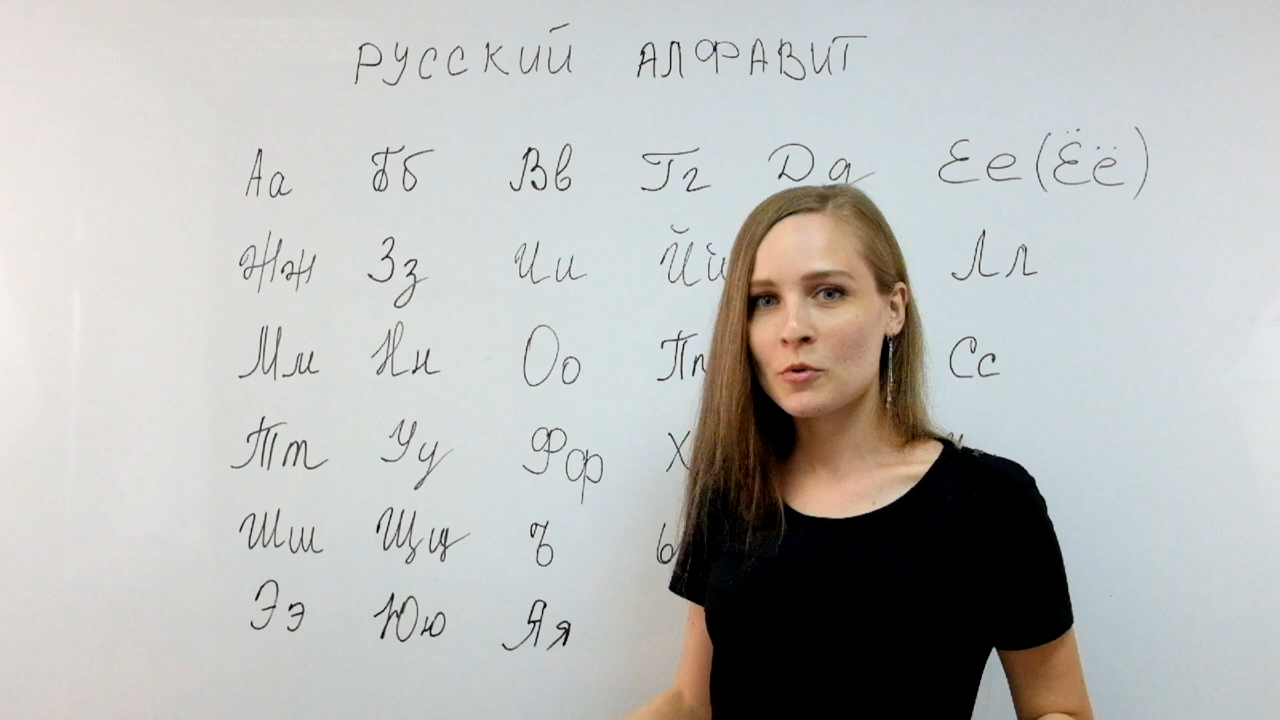 РУССКИЙ АЛФАВИТ
Аа Бб Вв Гг Дд Ее (Ёё)
Жж Зз Ии Йй Лл
Мм Нн Оо Пп Сс
Тт Уу Фф Х
Шш Щщ ъ ь
Ээ Юю Яя